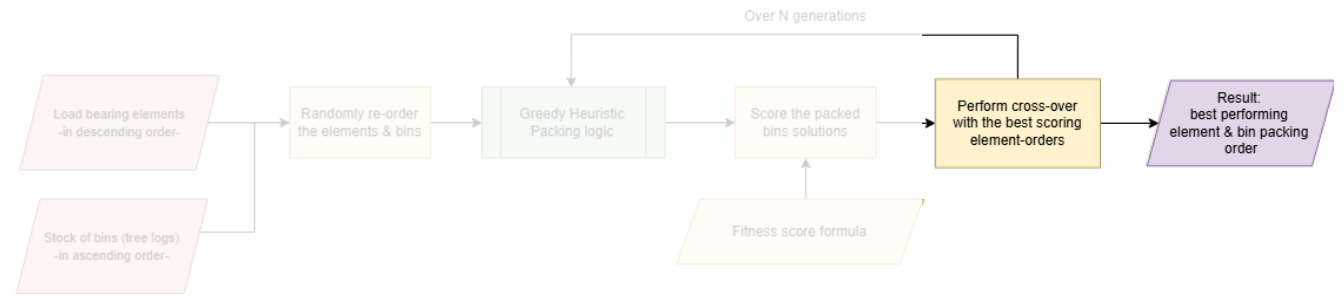 Over N generations
Load bearing elements
-in descending order-
Randomly re-order
the elements & bins
Greedy Heuristic
Packing logic
Score the packed
bins solutions
Perform cross-over
with the best scoring
element-orders
Result:
best performing
element & bin packing
order
Stock of bins (tree logs)
-in ascending order-
Fitness score formula